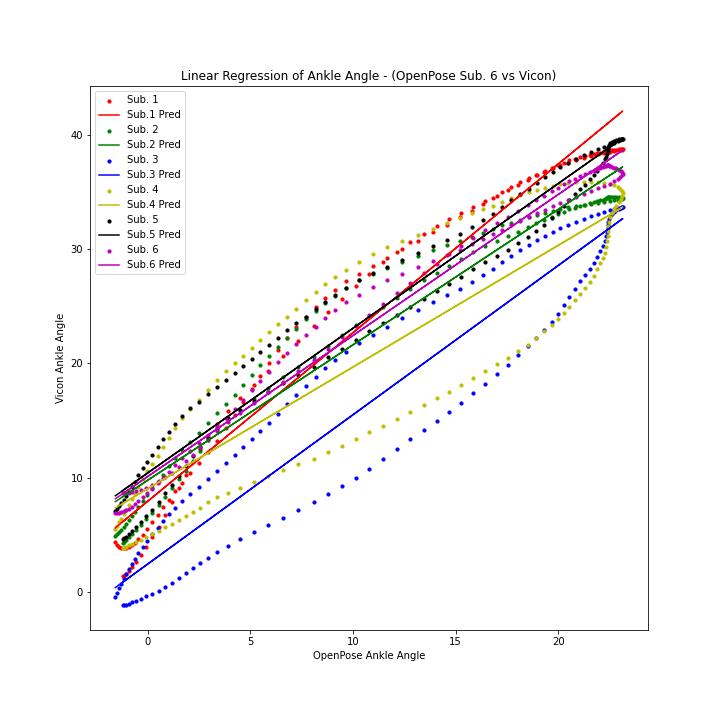 Linear Regression of Ankle Angle - (OpenPose Sub. 6 vs Vicon)
Sub. 1
Sub.1 Pred
Sub. 2
Sub.2 Pred
Sub. 3
Sub.3 Pred
Sub. 4
Sub.4 Pred
Sub. 5
Sub.5 Pred
Sub. 6
Sub.6 Pred
Vicon Ankle Angle
40
30
20
10
0
0 5 10 15 20
OpenPose Ankle Angle